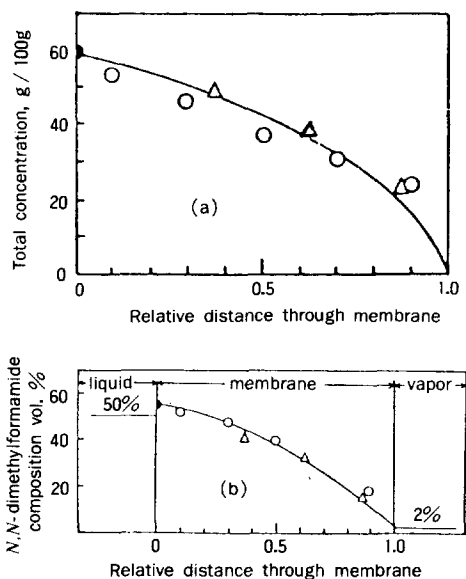 Total concentration, g / 100g
60
40
20
0
(a)
0
0.5
1.0
Relative distance through membrane
N,N-dimethylformamide
composition vol. %
liquid
membrane
vapor
50%
40
20
(b)
2%
0
0.5
1.0
Relative distance through membrane